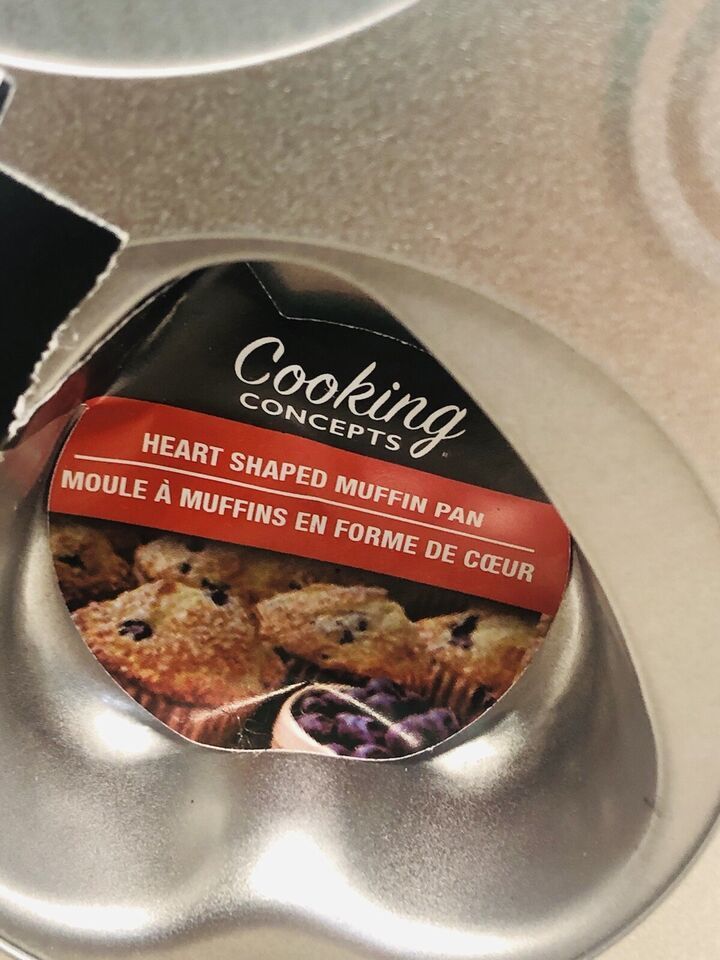 Cooking
CONCEPTS
HEART SHAPED MUFFIN PAN
MOULE À MUFFINS EN FORME DE CŒUR